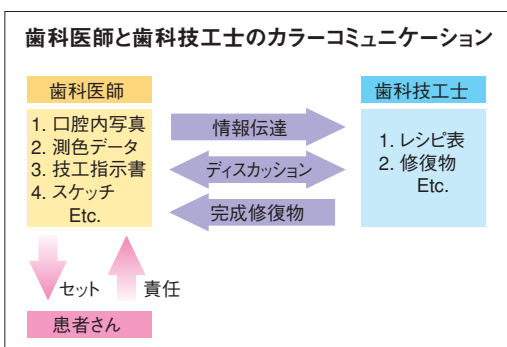 歯科医師と歯科技工士のカラーコミュニケーション
歯科医師
1. 口腔内写真
2. 測色データ
3. 技工指示書
4. スケッチ
Etc.
情報伝達
ディスカッション
完成修復物
歯科技工士
1. レシピ表
2. 修復物
Etc.
セット
責任
患者さん